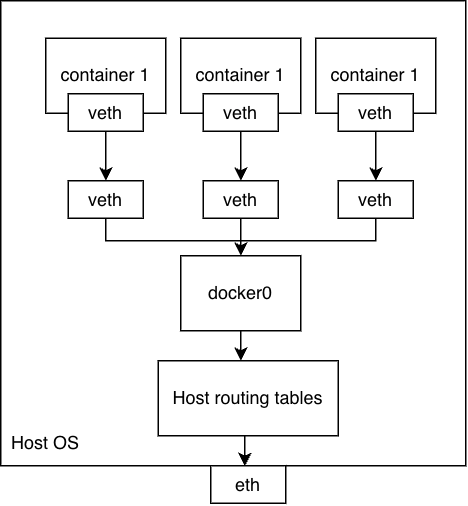 container 1
container 1
container 1
veth
veth
veth
veth
veth
veth
docker0
Host routing tables
Host OS
eth